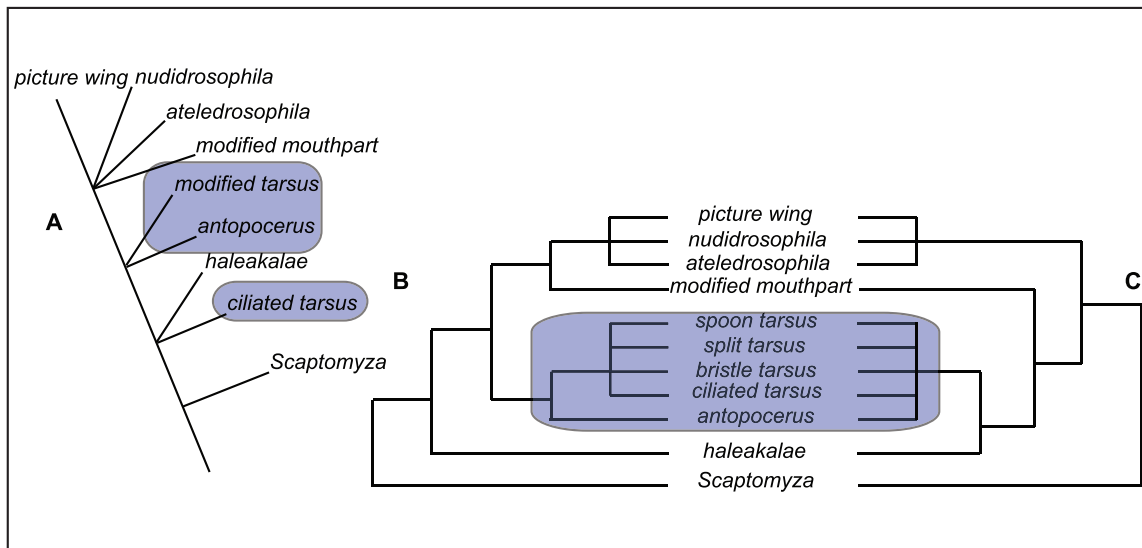 picture wing nudidrosophila
ateledrosophila
modified mouthpart
modified tarsus
A
antopocerus
haleakalae
ciliated tarsus
Scaptomyza
B
picture wing
nudidrosophila
ateledrosophila
modified mouthpart
spoon tarsus
split tarsus
bristle tarsus
ciliated tarsus
antopocerus
haleakalae
Scaptomyza
C